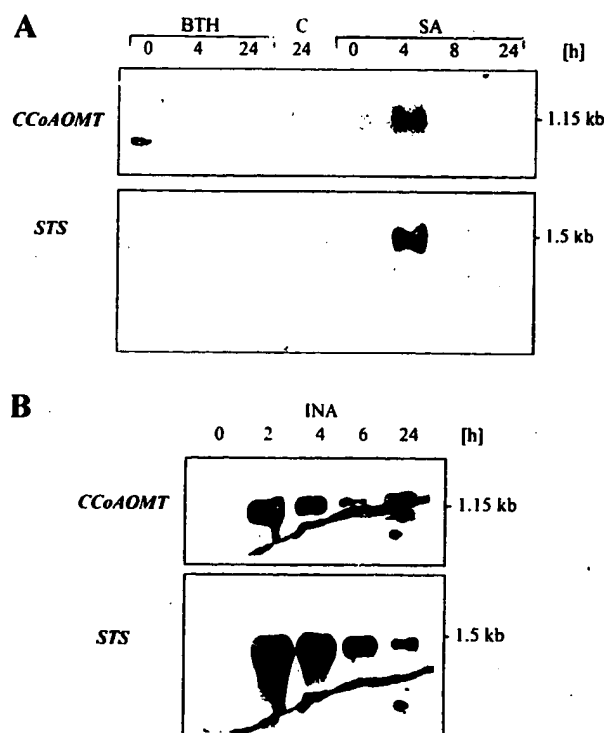 A
BTH C SA
0 4 24 24 0 4 8 24 [h]
CCoAOMT 1.15 kb
STS 1.5 kb
B
INA
0 2 4 6 24 [h]
CCoAOMT 1.15 kb
STS 1.5 kb